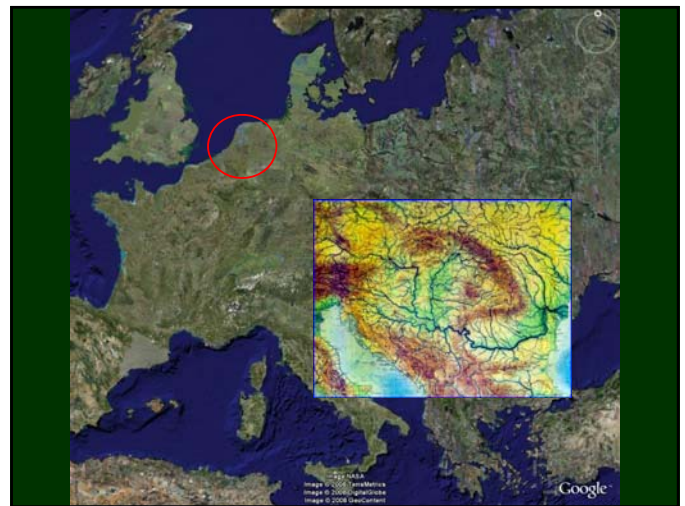 Image NASA
Image © 2008 TerraMetrics
Image © 2008 DigitalGlobe
Image © 2008 GeoContent
Google